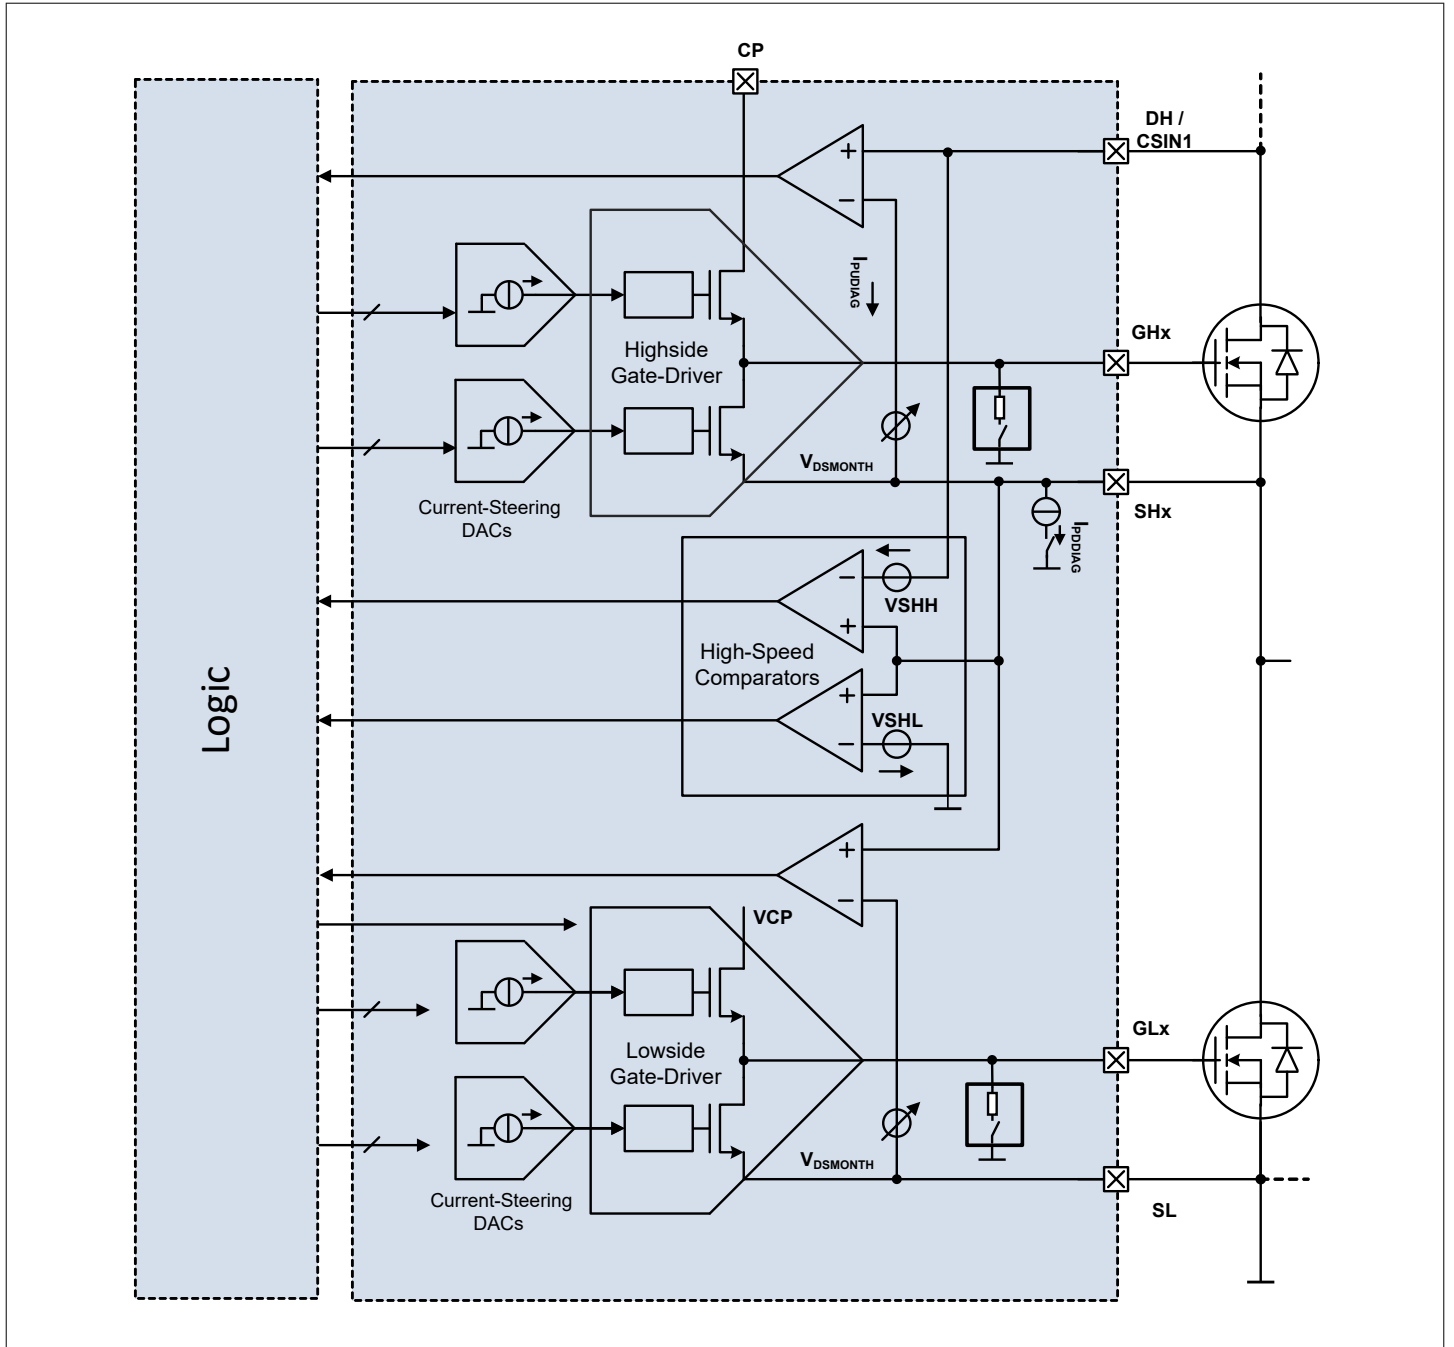 CP
DH /
CSIN1
+
−
IPUDIAG
GHx
Highside
Gate-Driver
VDSMONTH
SHx
Current-Steering
DACs
IPDDIAG
−
VSHH
+
High-Speed
Comparators
Logic
+
VSHL
−
+
−
VCP
GLx
Lowside
Gate-Driver
VDSMONTH
SL
Current-Steering
DACs